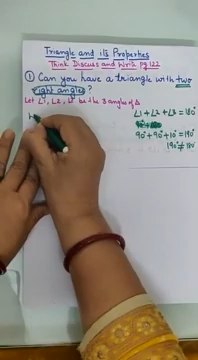 Triangle and its Properties
Think Discuss and Write pg 122
① Can you have a triangle with two right angles?
Let ∠1, ∠2, ∠3 be the 3 angles of Δ
∠1 + ∠2 + ∠3 = 180°
90° + 90° + 10° = 190°
190° ≠ 180°